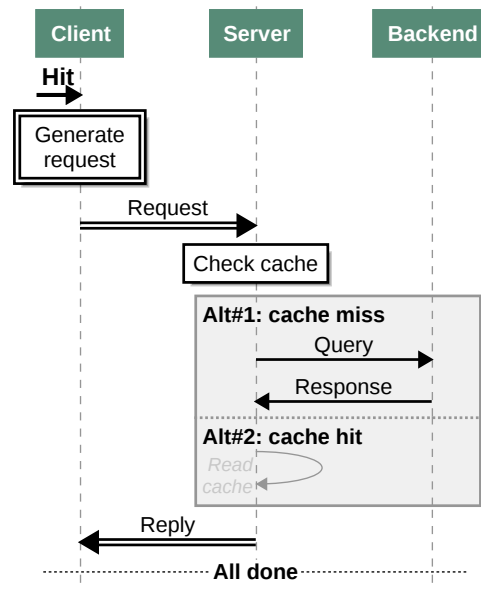 Client Server Backend
Hit
Generate
request
Request
Check cache
Alt#1: cache miss
Query
Response
Alt#2: cache hit
Read
cache
Reply
All done